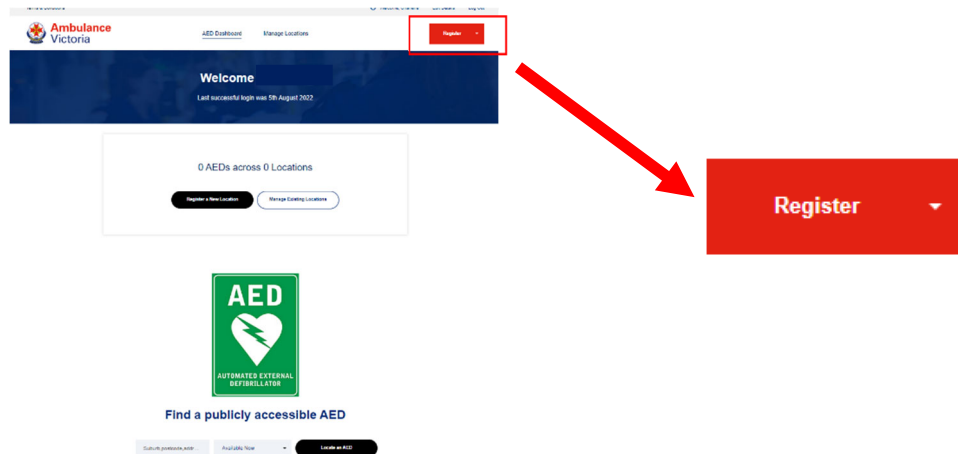 Ambulance
Victoria
AED Dashboard Manage Locations Register
Welcome
Last successful login was 5th August 2022
0 AEDs across 0 Locations
Register a New Location Manage Existing Locations
Register
AED
AUTOMATED EXTERNAL
DEFIBRILLATOR
Find a publicly accessible AED
Available Now Locate an AED